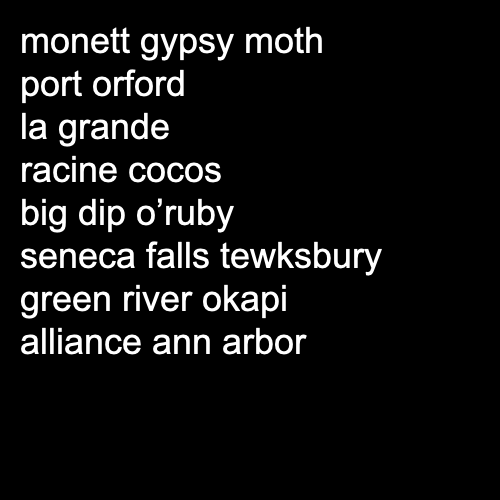 monett gypsy moth
port orford
la grande
racine cocos
big dip o’ruby
seneca falls tewksbury
green river okapi
alliance ann arbor